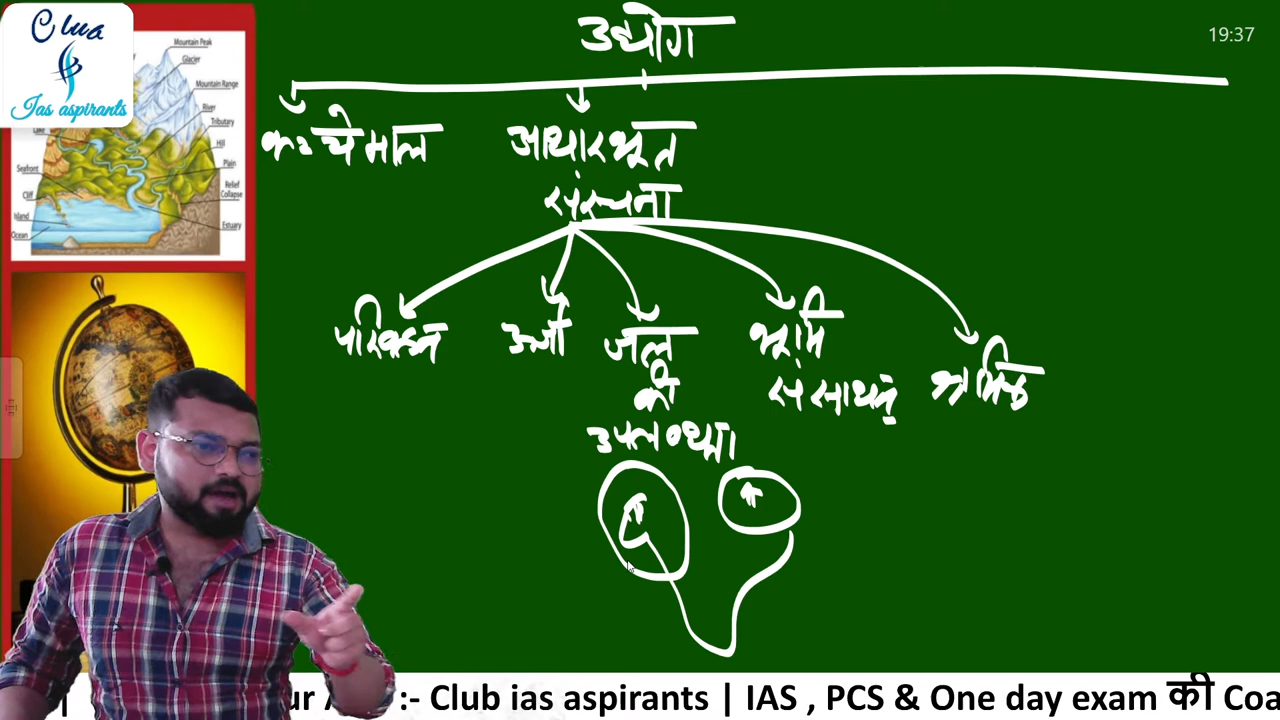 Clua
Ias aspirants
19:37
उद्योग
कच्चे माल
आधारभूत
संरचना
परिवहन
ऊर्जा
जल
की
उपलब्धता
भूमि
संसाधन
श्रमिक
Mountain Peak
Glacier
Mountain Range
River
Tributary
Hill
Plain
Relief
Collapse
Estuary
Lake
Seafront
Cliff
Island
Ocean
:- Club ias aspirants | IAS , PCS & One day exam की Coa